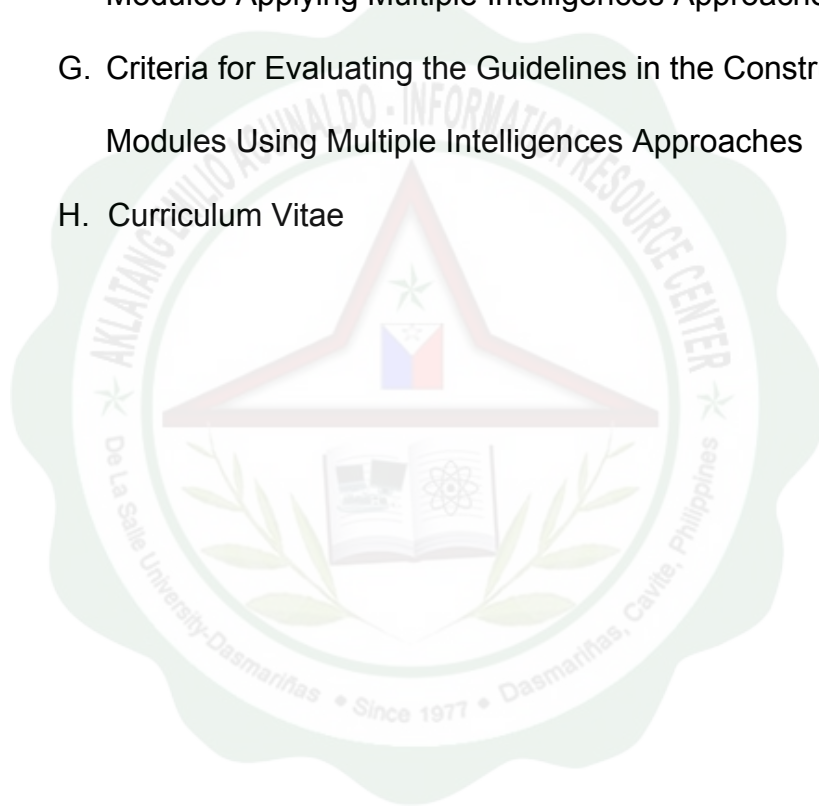 Modules Applying Multiple Intelligences Approache
G. Criteria for Evaluating the Guidelines in the Constr
Modules Using Multiple Intelligences Approaches
H. Curriculum Vitae
AKLATANG EMILIO AGUINALDO - INFORMATION RESOURCE CENTER
De La Salle University-Dasmariñas • Since 1977 • Dasmariñas, Cavite, Philippines